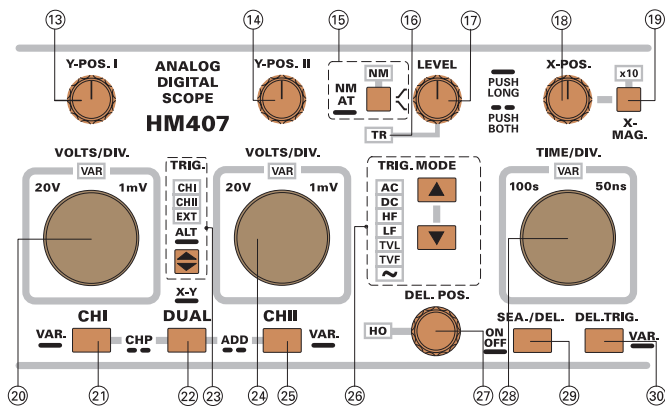 13
14
15
16
17
18
19
Y-POS. I
ANALOG
DIGITAL
SCOPE
HM407
Y-POS. II
NM
AT
NM
LEVEL
TR
PUSH
LONG
PUSH
BOTH
X-POS.
x10
X-
MAG.
VOLTS/DIV.
VAR
20V
1mV
TRIG.
CHI
CHII
EXT
ALT
X-Y
VOLTS/DIV.
VAR
20V
1mV
TRIG. MODE
AC
DC
HF
LF
TVL
TVF
~
TIME/DIV.
VAR
100s
50ns
CHI
VAR.
CHP
DUAL
ADD
CHII
VAR.
DEL. POS.
HO
ON
OFF
SEA./DEL.
DEL.TRIG.
VAR.
20
21
22
23
24
25
26
27
28
29
30